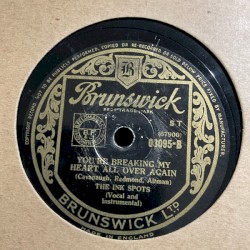 Brunswick
REGD TRADE MARK
S T
(67900)
03095-B
YOU'RE BREAKING MY
HEART ALL OVER AGAIN
(Cavanaugh, Redmond, Altman)
THE INK SPOTS
(Vocal and
Instrumental)
BRUNSWICK LTD
MADE IN ENGLAND